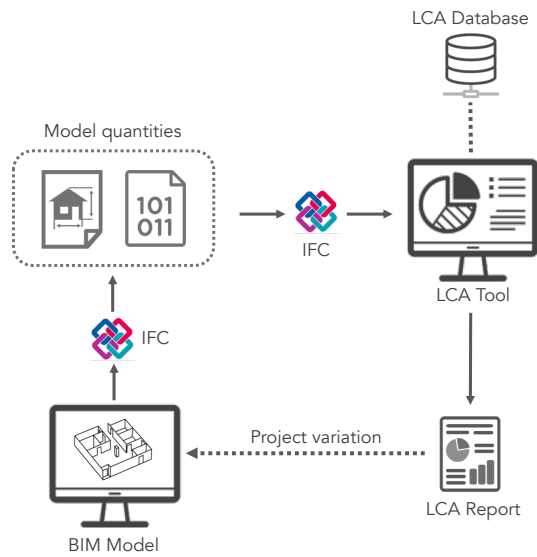 LCA Database
Model quantities
101
011
IFC
LCA Tool
IFC
Project variation
LCA Report
BIM Model